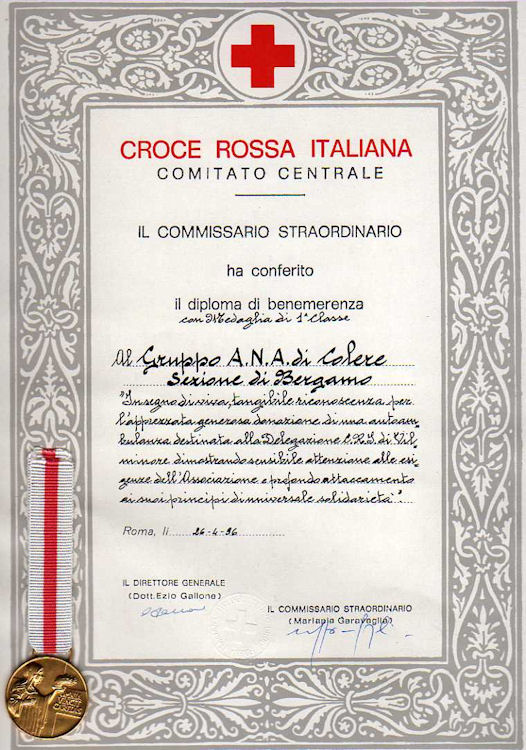 CROCE ROSSA ITALIANA
COMITATO CENTRALE
IL COMMISSARIO STRAORDINARIO
ha conferito
il diploma di benemerenza
con Medaglia di 1ª Classe
Al Gruppo A.N.A. di Colere
Sezione di Bergamo
"In segno di viva, tangibile riconoscenza per
l'apprezzata generosa donazione di una autoam-
bulanza destinata alla Delegazione C.R.I. di Vil-
minore dimostrando sensibile attenzione alle esi-
genze dell'Associazione e profondo attaccamento
ai suoi principi di universale solidarietà".
Roma, li 26-4-96
IL DIRETTORE GENERALE
(Dott. Ezio Gallone)
IL COMMISSARIO STRAORDINARIO
(Mariapia Garavaglia)